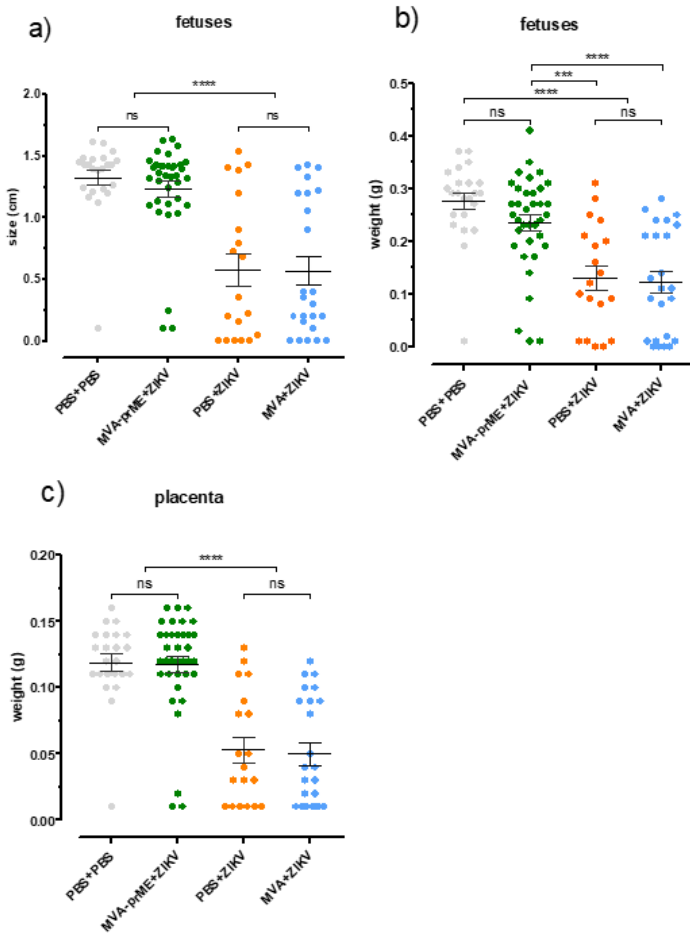 a)
fetuses
****
ns
ns
2.0
1.5
1.0
0.5
0.0
size (cm)
PBS+PBS
MVA-prME+ZIKV
PBS+ZIKV
MVA+ZIKV
b)
fetuses
****
***
****
ns
ns
0.5
0.4
0.3
0.2
0.1
0.0
weight (g)
PBS+PBS
MVA-prME+ZIKV
PBS+ZIKV
MVA+ZIKV
c)
placenta
****
ns
ns
0.20
0.15
0.10
0.05
0.00
weight (g)
PBS+PBS
MVA-prME+ZIKV
PBS+ZIKV
MVA+ZIKV